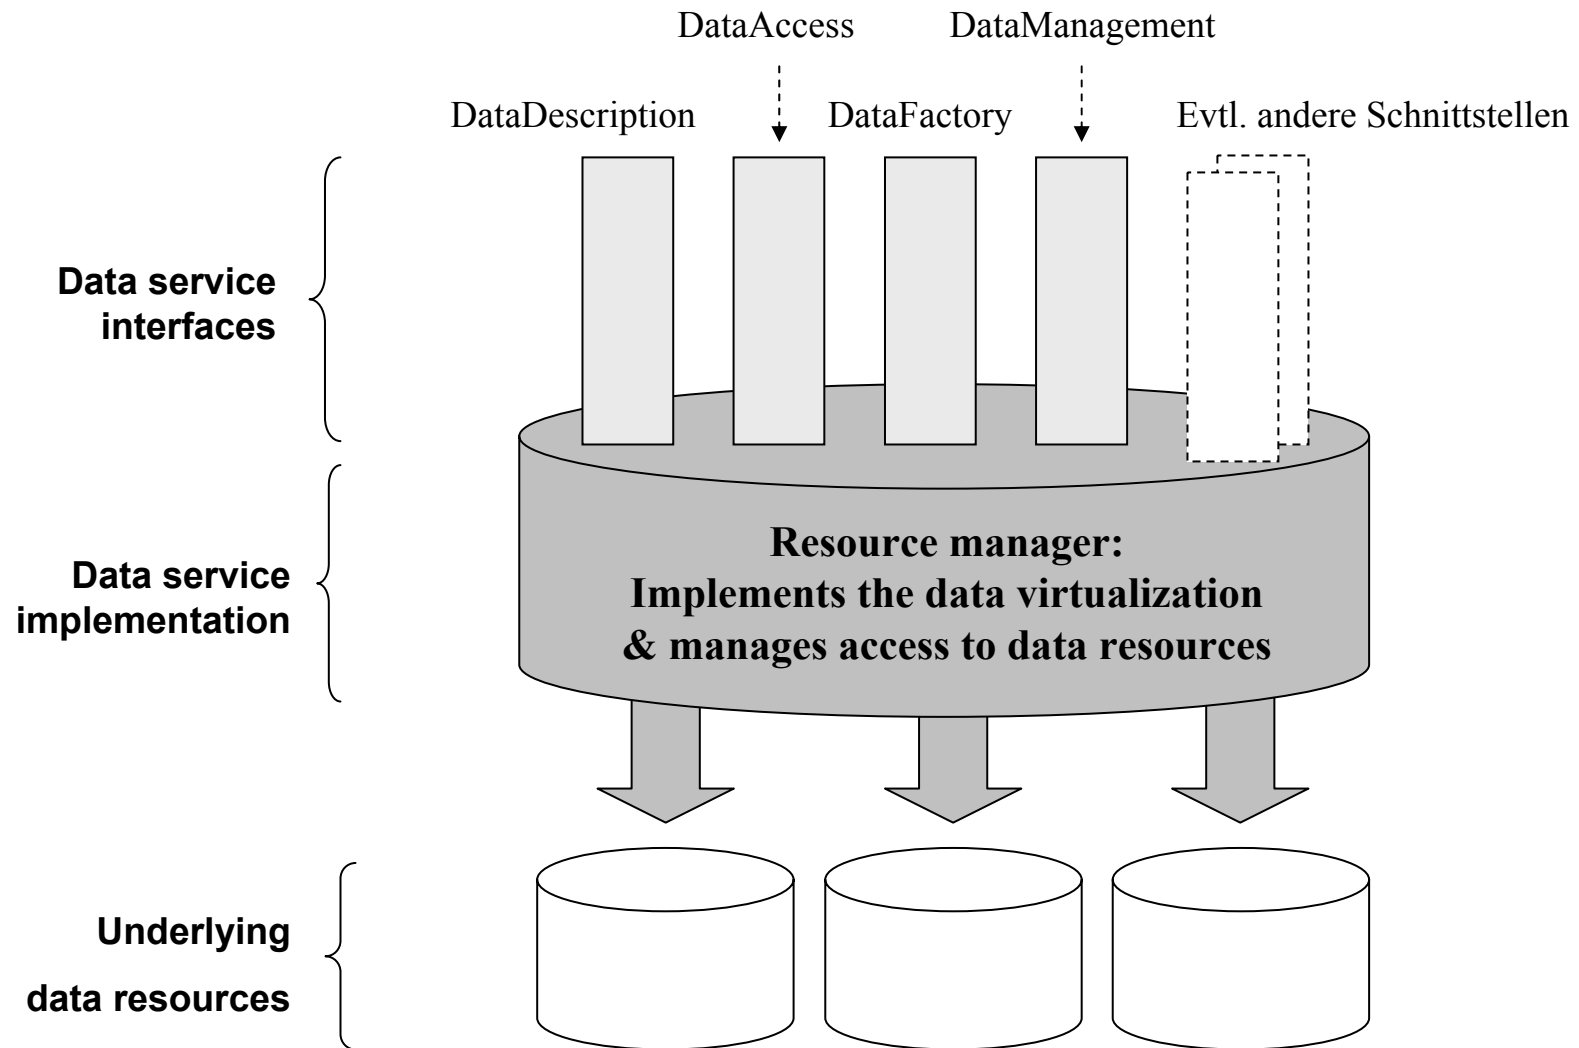 DataAccess
DataManagement
DataDescription
DataFactory
Evtl. andere Schnittstellen
Data service
interfaces
Data service
implementation
Resource manager:
Implements the data virtualization
& manages access to data resources
Underlying
data resources